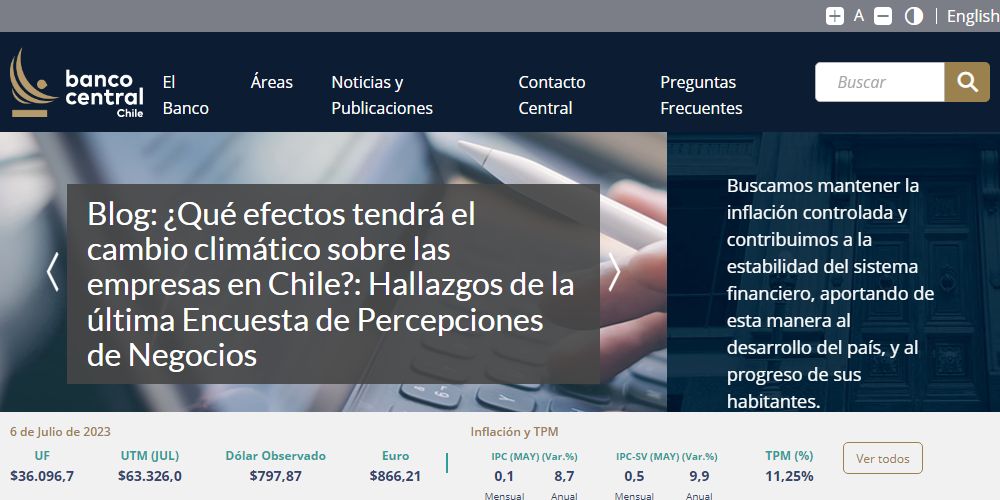 A
English
banco
central
Chile
El
Banco
Áreas
Noticias y
Publicaciones
Contacto
Central
Preguntas
Frecuentes
Buscar
Blog: ¿Qué efectos tendrá el
cambio climático sobre las
empresas en Chile?: Hallazgos de la
última Encuesta de Percepciones
de Negocios
Buscamos mantener la
inflación controlada y
contribuimos a la
estabilidad del sistema
financiero, aportando de
esta manera al
desarrollo del país, y al
progreso de sus
habitantes.
6 de Julio de 2023
UF
$36.096,7
UTM (JUL)
$63.326,0
Dólar Observado
$797,87
Euro
$866,21
Inflación y TPM
IPC (MAY) (Var.%)
0,1 8,7
Mensual Anual
IPC-SV (MAY) (Var.%)
0,5 9,9
Mensual Anual
TPM (%)
11,25%
Ver todos